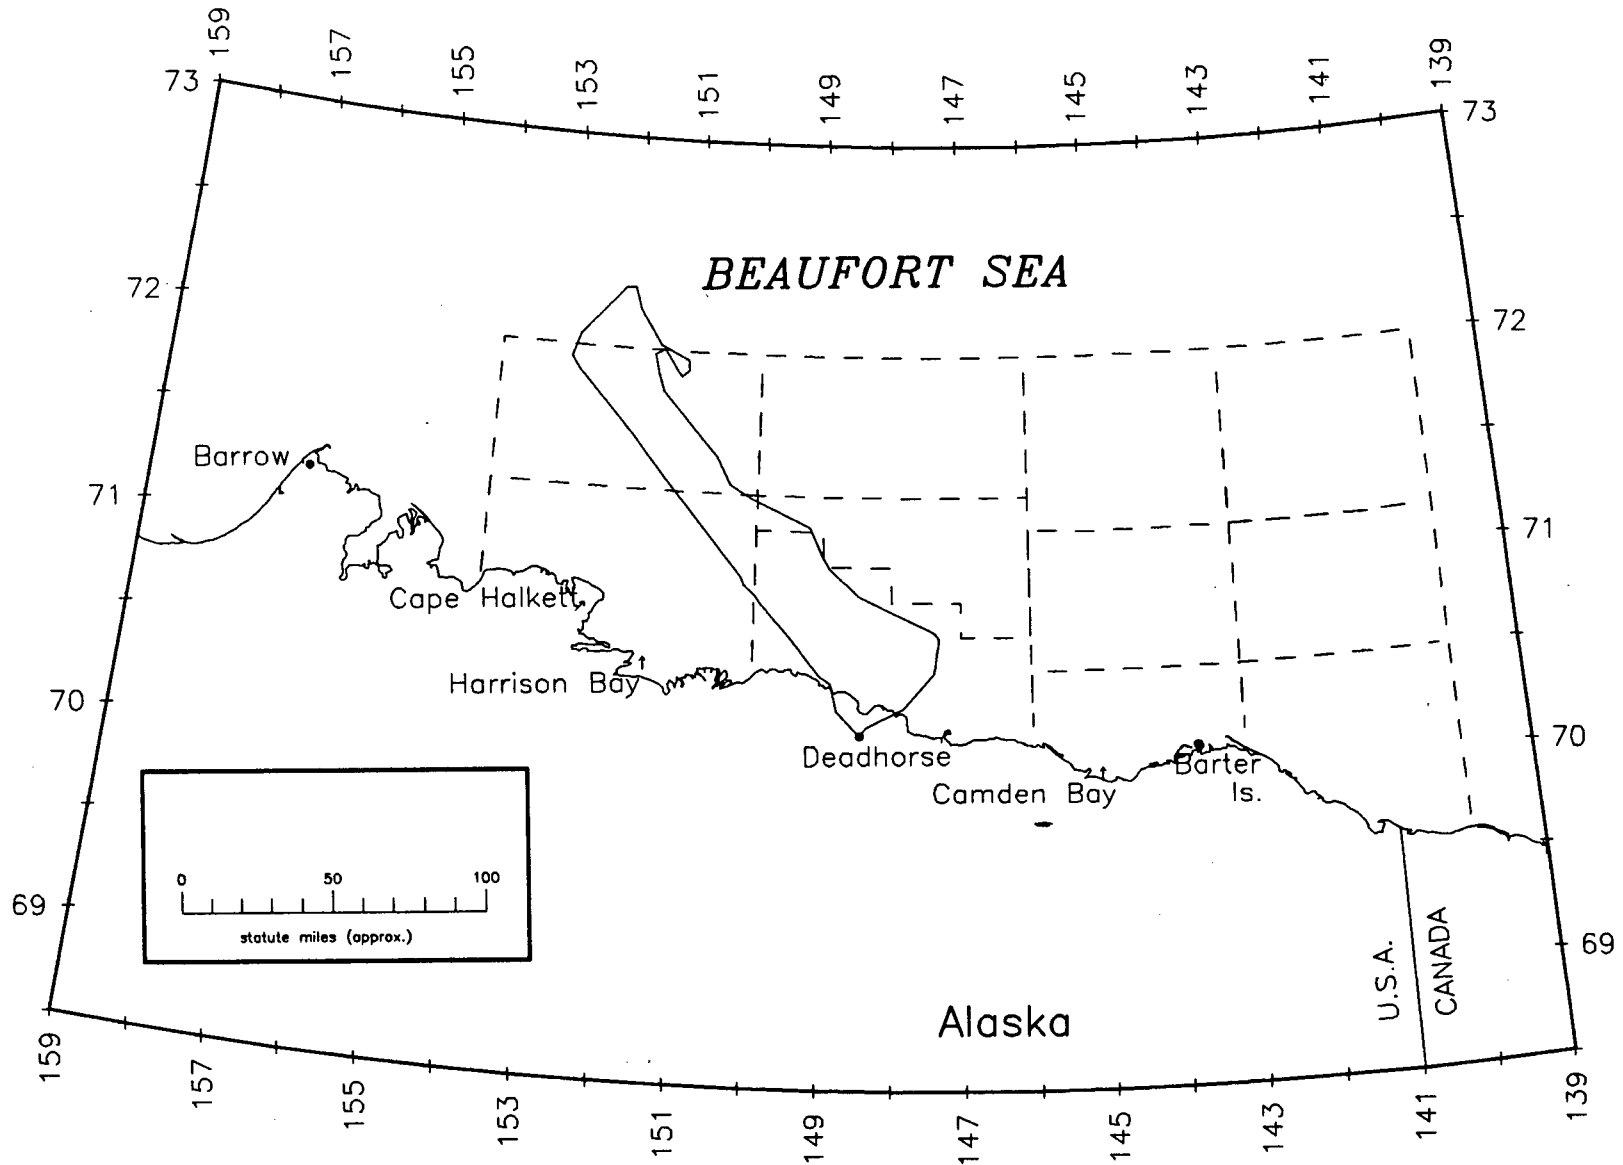 159
157
155
153
151
149
147
145
143
141
139
73
73
BEAUFORT SEA
72
72
Barrow
71
71
Cape Halkett
Harrison Bay
70
70
Deadhorse
Barter
Is.
Camden Bay
0
50
100
statute miles (approx.)
69
69
U.S.A.
CANADA
Alaska
159
157
155
153
151
149
147
145
143
141
139